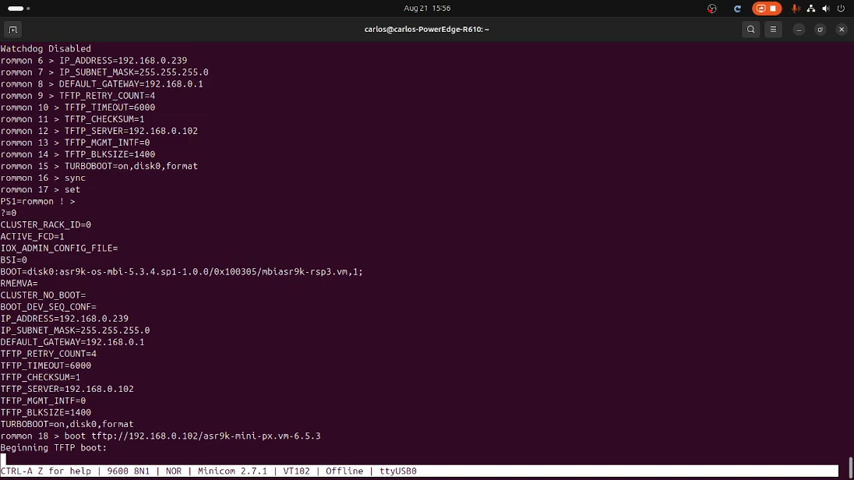 Aug 21 15:56
carlos@carlos-PowerEdge-R610: ~
Watchdog Disabled
rommon 6 > IP_ADDRESS=192.168.0.239
rommon 7 > IP_SUBNET_MASK=255.255.255.0
rommon 8 > DEFAULT_GATEWAY=192.168.0.1
rommon 9 > TFTP_RETRY_COUNT=4
rommon 10 > TFTP_TIMEOUT=6000
rommon 11 > TFTP_CHECKSUM=1
rommon 12 > TFTP_SERVER=192.168.0.102
rommon 13 > TFTP_MGMT_INTF=0
rommon 14 > TFTP_BLKSIZE=1400
rommon 15 > TURBOBOOT=on,disk0,format
rommon 16 > sync
rommon 17 > set
PS1=rommon ! >
?=0
CLUSTER_RACK_ID=0
ACTIVE_FCD=1
IOX_ADMIN_CONFIG_FILE=
BSI=0
BOOT=disk0:asr9k-os-mbi-5.3.4.sp1-1.0.0/0x100305/mbiasr9k-rsp3.vm,1;
RMEMVA=
CLUSTER_NO_BOOT=
BOOT_DEV_SEQ_CONF=
IP_ADDRESS=192.168.0.239
IP_SUBNET_MASK=255.255.255.0
DEFAULT_GATEWAY=192.168.0.1
TFTP_RETRY_COUNT=4
TFTP_TIMEOUT=6000
TFTP_CHECKSUM=1
TFTP_SERVER=192.168.0.102
TFTP_MGMT_INTF=0
TFTP_BLKSIZE=1400
TURBOBOOT=on,disk0,format
rommon 18 > boot tftp://192.168.0.102/asr9k-mini-px.vm-6.5.3
Beginning TFTP boot:
CTRL-A Z for help | 9600 8N1 | NOR | Minicom 2.7.1 | VT102 | Offline | ttyUSB0